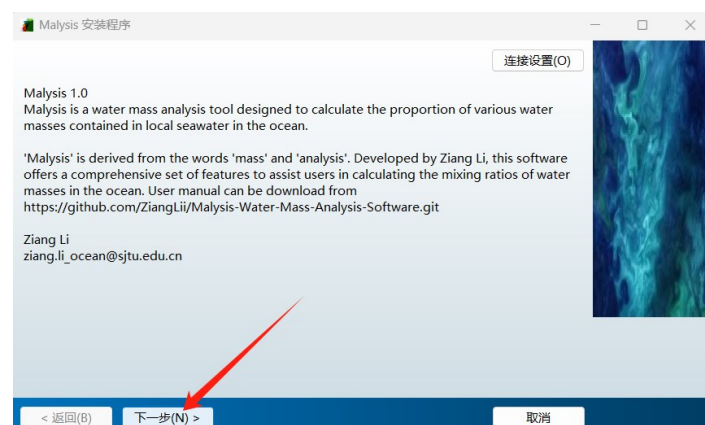 Malysis 安装程序
连接设置(O)
Malysis 1.0
Malysis is a water mass analysis tool designed to calculate the proportion of various water
masses contained in local seawater in the ocean.
'Malysis' is derived from the words 'mass' and 'analysis'. Developed by Ziang Li, this software
offers a comprehensive set of features to assist users in calculating the mixing ratios of water
masses in the ocean. User manual can be download from
https://github.com/ZiangLii/Malysis-Water-Mass-Analysis-Software.git
Ziang Li
ziang.li_ocean@sjtu.edu.cn
< 返回(B)
下一步(N) >
取消